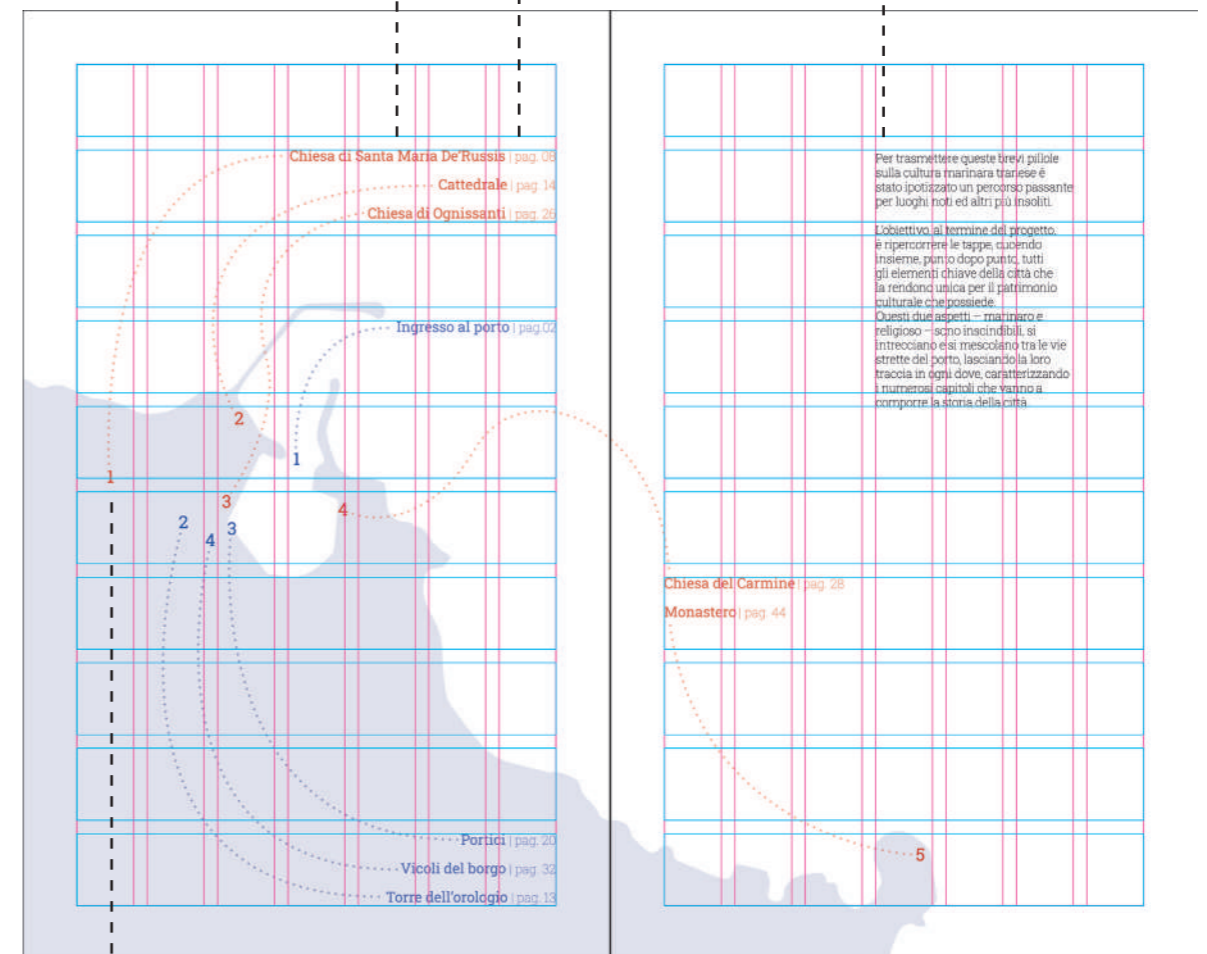 Chiesa di Santa Maria De'Russis | pag. 08
Cattedrale | pag. 14
Chiesa di Ognissanti | pag. 26
Ingresso al porto | pag.02
2
1
1
3
4
2
3
4
Portici | pag. 20
Vicoli del borgo | pag. 32
Torre dell'orologio | pag. 13
Per trasmettere queste brevi pillole
sulla cultura marinara tranese è
stato ipotizzato un percorso passante
per luoghi noti ed altri più insoliti.
L'obiettivo, al termine del progetto,
è ripercorrere le tappe, cucendo
insieme, punto dopo punto, tutti
gli elementi chiave della città che
la rendono unica per il patrimonio
culturale che possiede.
Questi due aspetti – marinaro e
religioso – sono inscindibili, si
intrecciano e si mescolano tra le vie
strette del porto, lasciando la loro
traccia in ogni dove, caratterizzando
i numerosi capitoli che vanno a
comporre la storia della città.
Chiesa del Carmine | pag. 28
Monastero | pag. 44
5